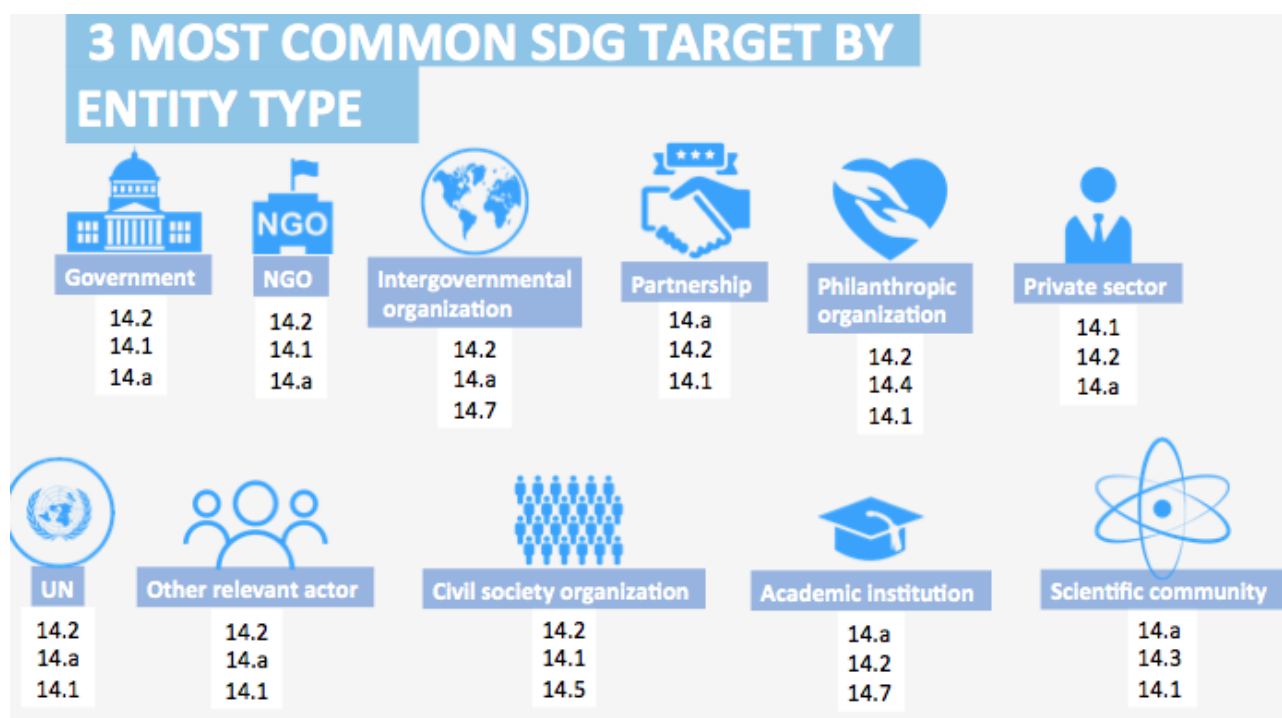 3 MOST COMMON SDG TARGET BY
ENTITY TYPE
NGO
Government
14.2
14.1
14.a
NGO
14.2
14.1
14.a
Intergovernmental
organization
14.2
14.a
14.7
Partnership
14.a
14.2
14.1
Philanthropic
organization
14.2
14.4
14.1
Private sector
14.1
14.2
14.a
UN
14.2
14.a
14.1
Other relevant actor
14.2
14.a
14.1
Civil society organization
14.2
14.1
14.5
Academic institution
14.a
14.2
14.7
Scientific community
14.a
14.3
14.1